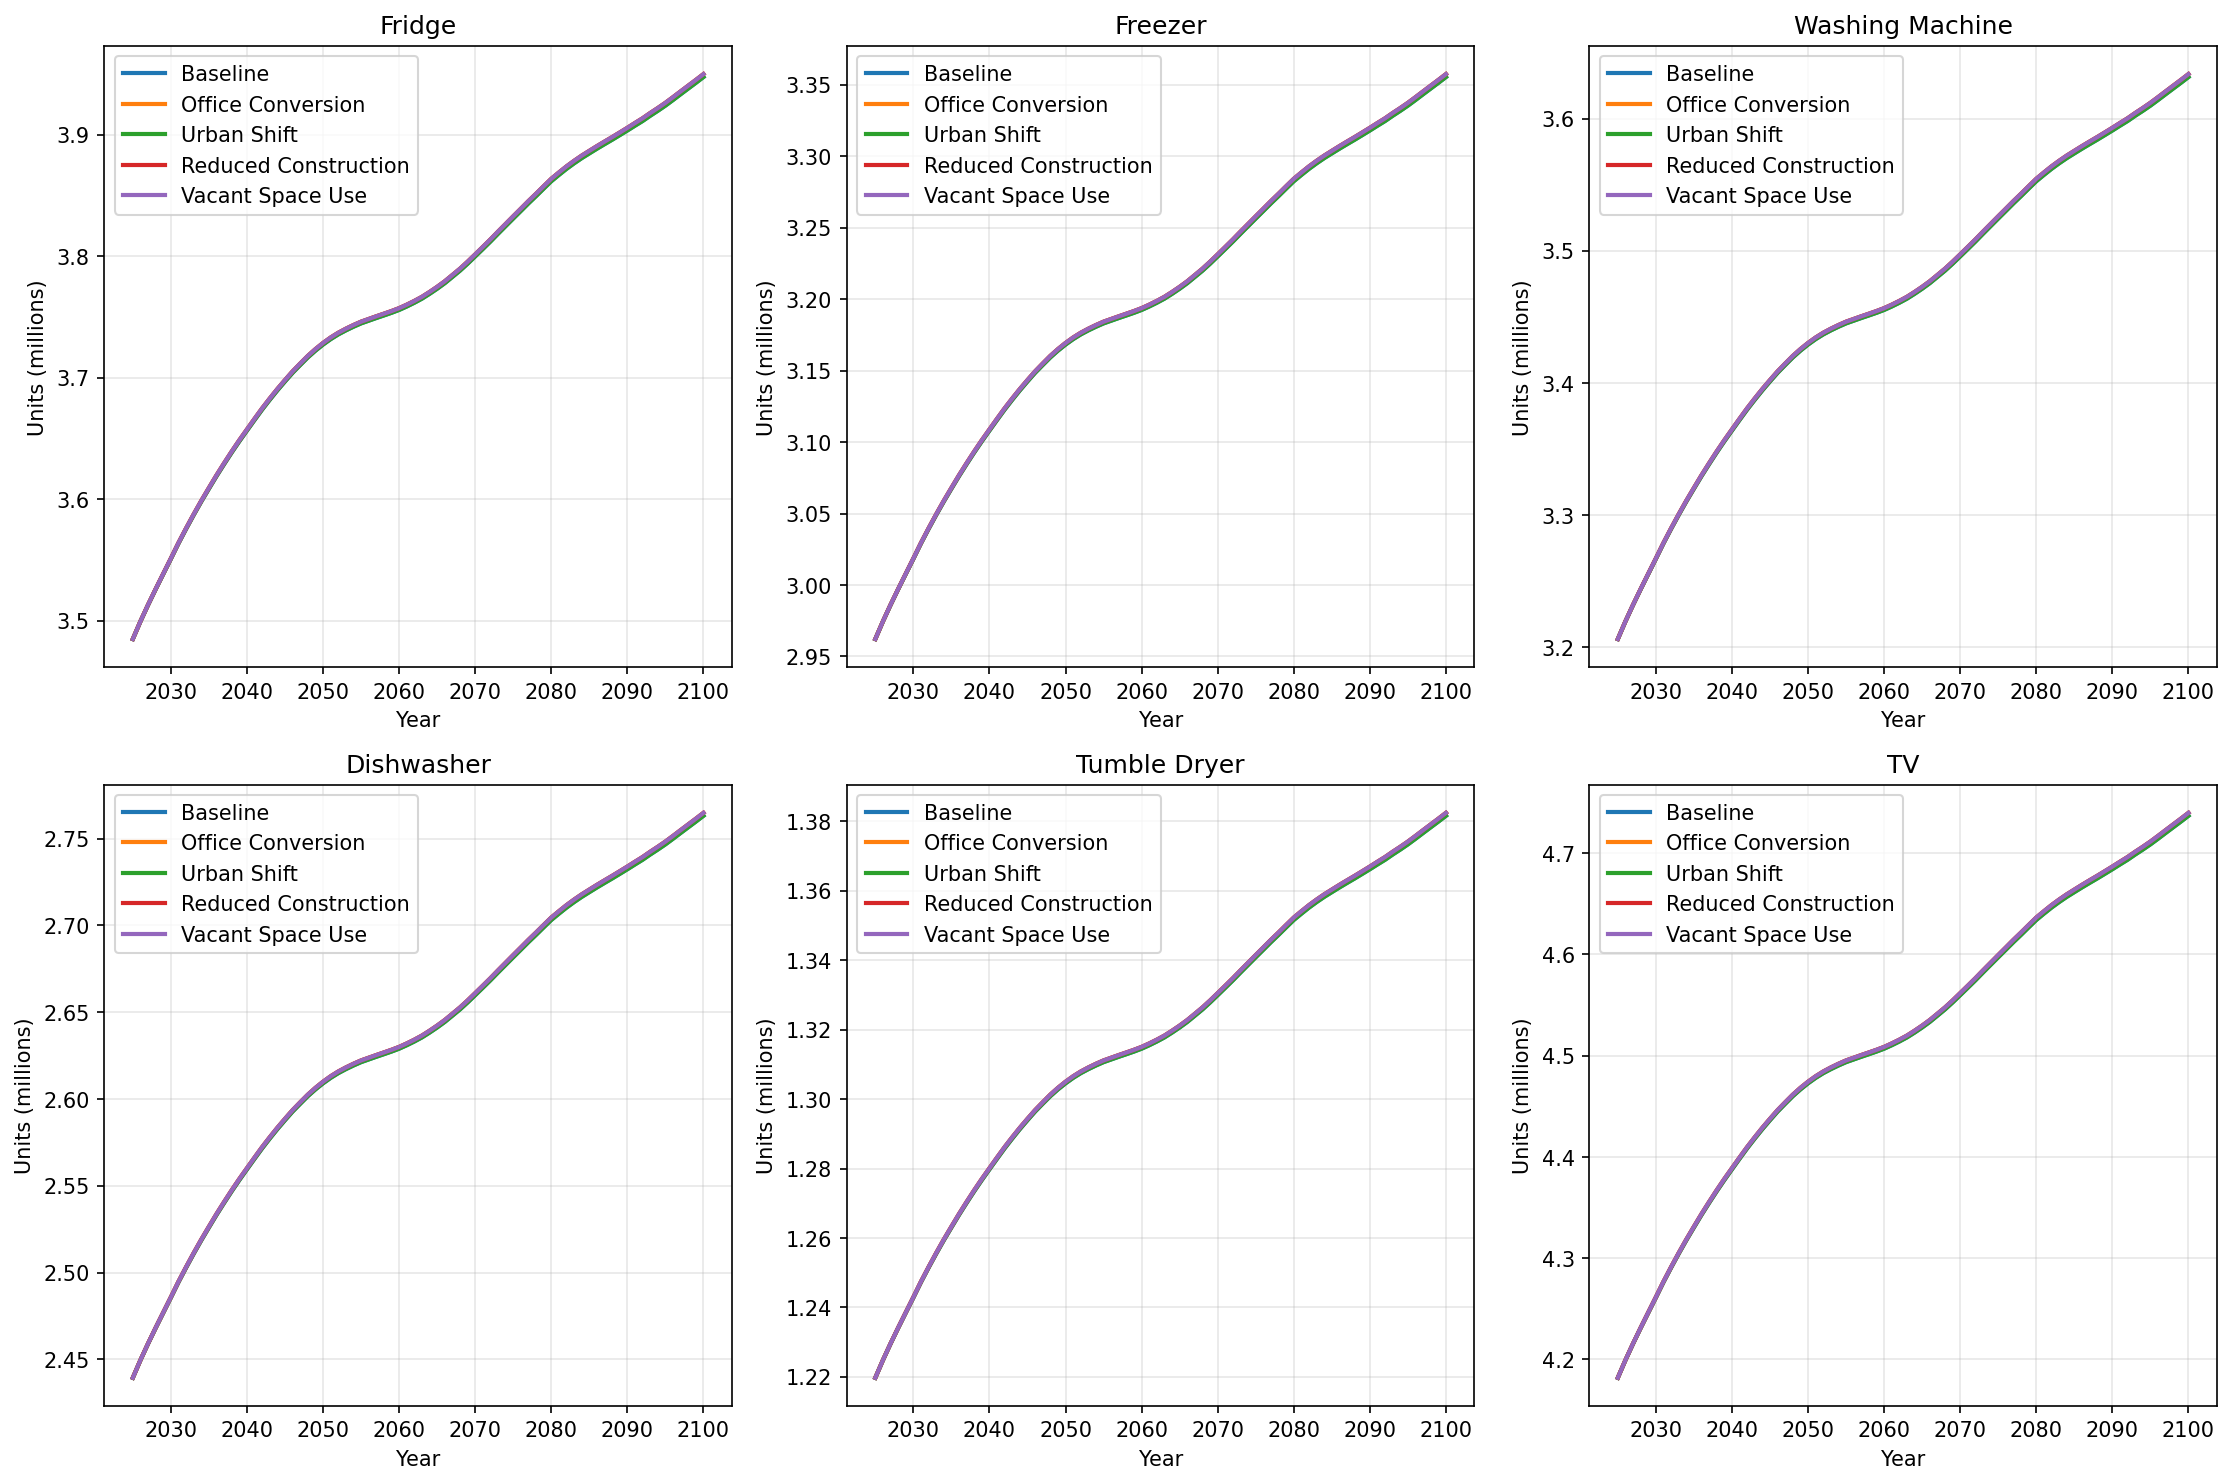 Fridge
Units (millions)
3.9
3.8
3.7
3.6
3.5
Baseline
Office Conversion
Urban Shift
Reduced Construction
Vacant Space Use
2030 2040 2050 2060 2070 2080 2090 2100
Year
Freezer
Units (millions)
3.35
3.30
3.25
3.20
3.15
3.10
3.05
3.00
2.95
Baseline
Office Conversion
Urban Shift
Reduced Construction
Vacant Space Use
2030 2040 2050 2060 2070 2080 2090 2100
Year
Washing Machine
Units (millions)
3.6
3.5
3.4
3.3
3.2
Baseline
Office Conversion
Urban Shift
Reduced Construction
Vacant Space Use
2030 2040 2050 2060 2070 2080 2090 2100
Year
Dishwasher
Units (millions)
2.75
2.70
2.65
2.60
2.55
2.50
2.45
Baseline
Office Conversion
Urban Shift
Reduced Construction
Vacant Space Use
2030 2040 2050 2060 2070 2080 2090 2100
Year
Tumble Dryer
Units (millions)
1.38
1.36
1.34
1.32
1.30
1.28
1.26
1.24
1.22
Baseline
Office Conversion
Urban Shift
Reduced Construction
Vacant Space Use
2030 2040 2050 2060 2070 2080 2090 2100
Year
TV
Units (millions)
4.7
4.6
4.5
4.4
4.3
4.2
Baseline
Office Conversion
Urban Shift
Reduced Construction
Vacant Space Use
2030 2040 2050 2060 2070 2080 2090 2100
Year